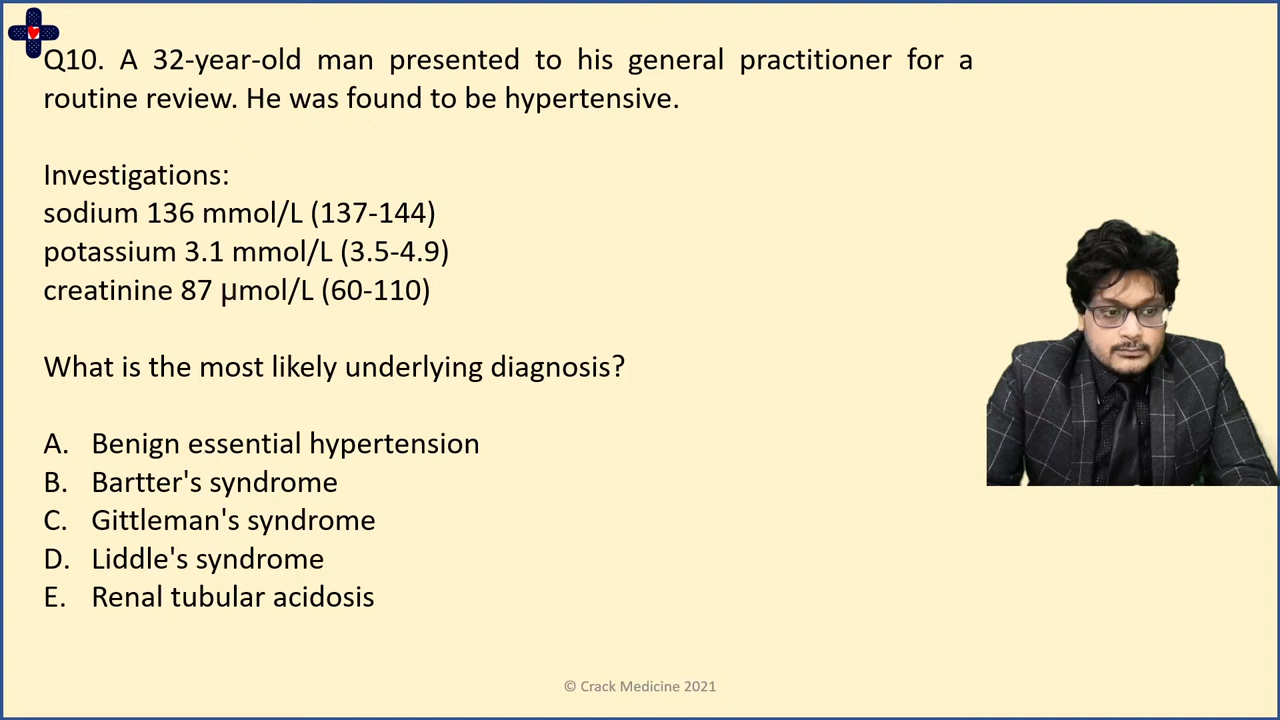 Q10. A 32-year-old man presented to his general practitioner for a
routine review. He was found to be hypertensive.
Investigations:
sodium 136 mmol/L (137-144)
potassium 3.1 mmol/L (3.5-4.9)
creatinine 87 µmol/L (60-110)
What is the most likely underlying diagnosis?
A. Benign essential hypertension
B. Bartter's syndrome
C. Gittleman's syndrome
D. Liddle's syndrome
E. Renal tubular acidosis
© Crack Medicine 2021